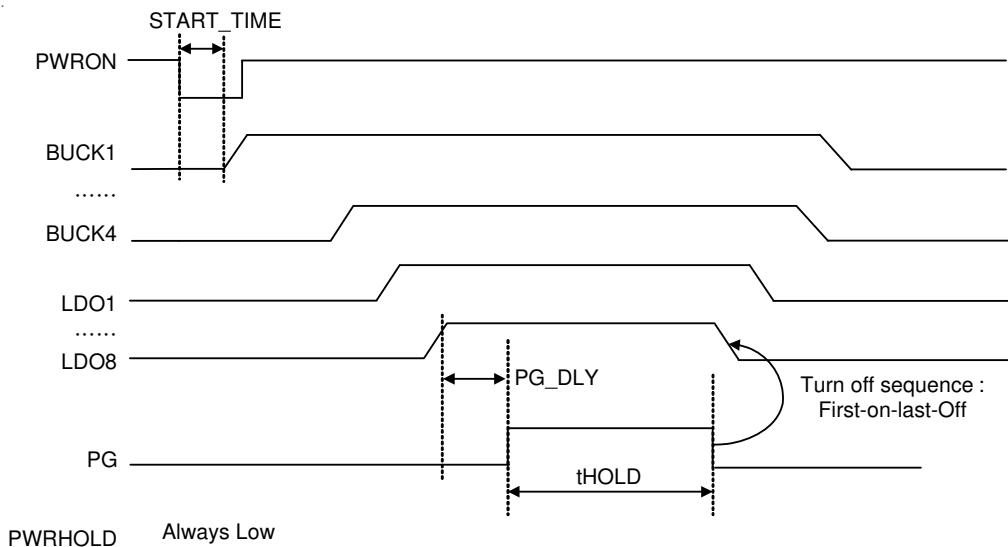 START_TIME
PWRON
BUCK1
......
BUCK4
LDO1
......
LDO8
PG_DLY
Turn off sequence :
First-on-last-Off
PG
tHOLD
PWRHOLD Always Low